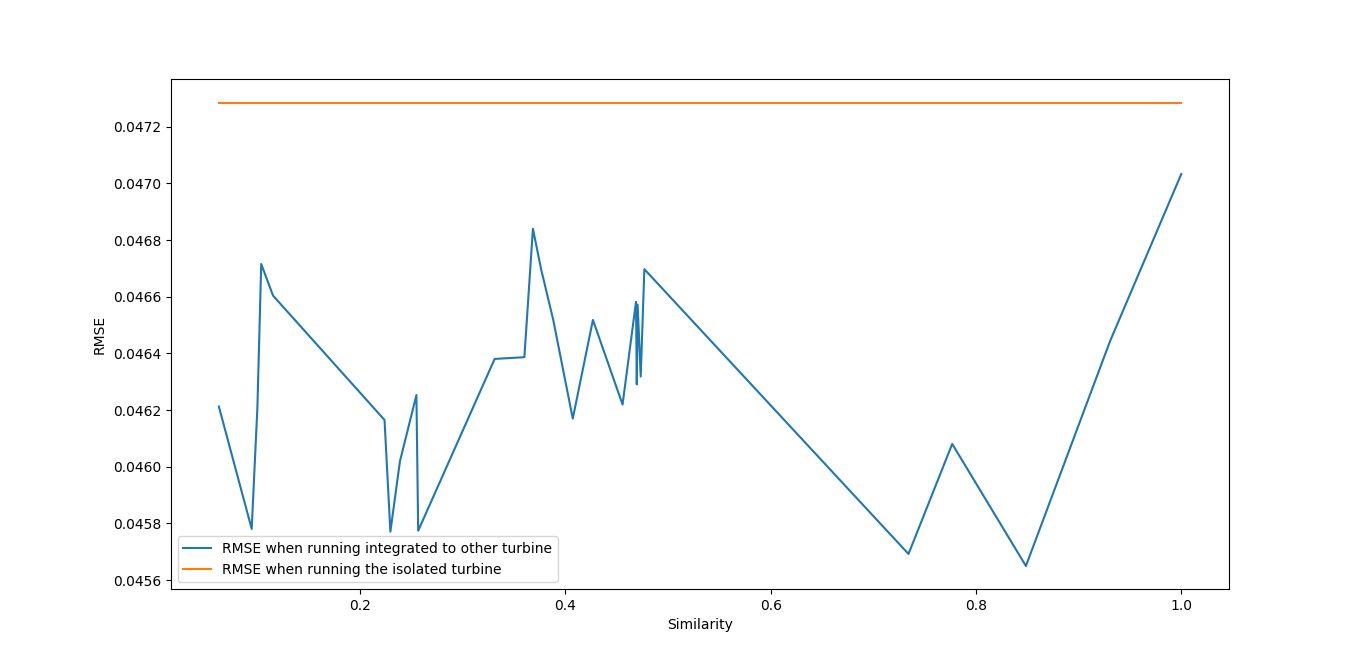 0.0472
0.0470
0.0468
0.0466
0.0464
0.0462
0.0460
0.0458
0.0456
RMSE
RMSE when running integrated to other turbine
RMSE when running the isolated turbine
0.2 0.4 0.6 0.8 1.0
Similarity